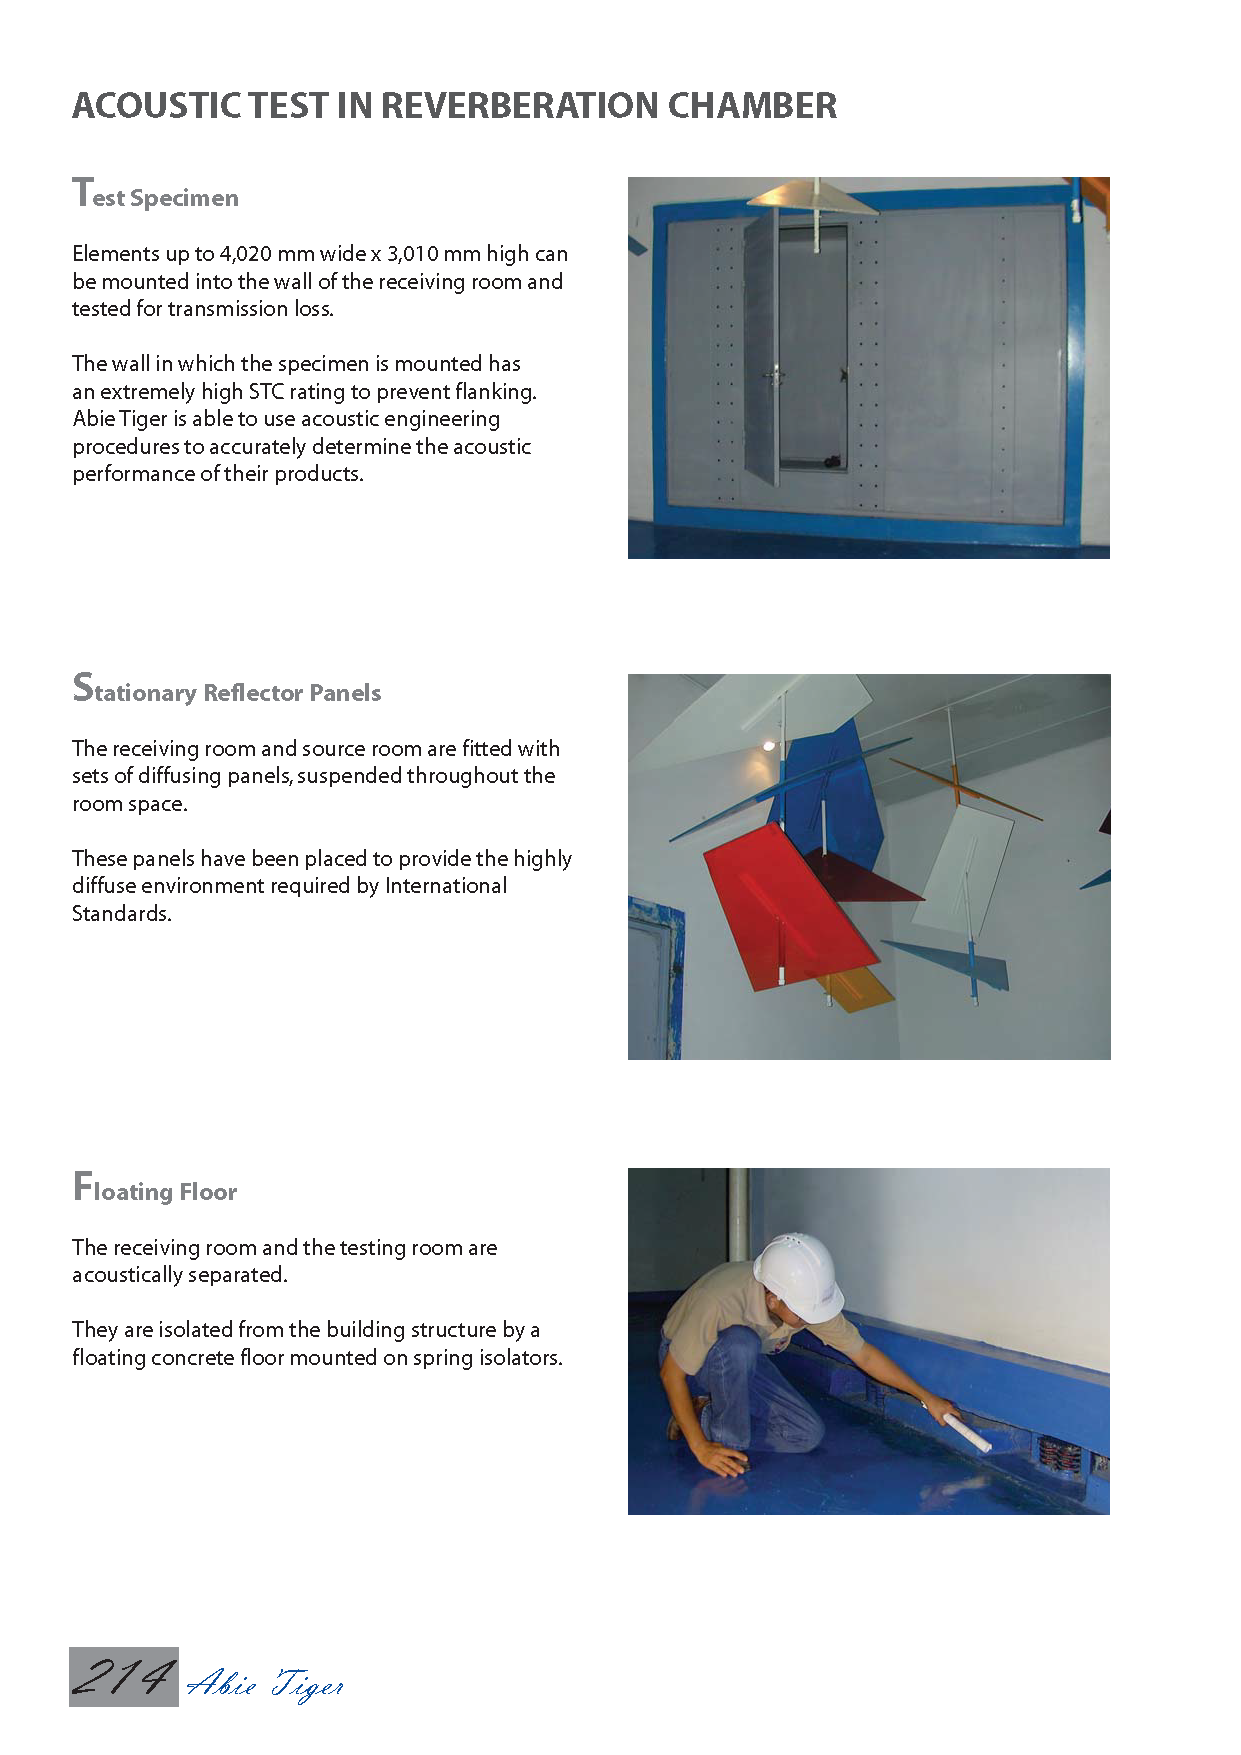 ACOUSTIC TEST IN REVERBERATION CHAMBER
Test Specimen
Elements up to 4,020 mm wide x 3,010 mm high can
be mounted into the wall of the receiving room and
tested for transmission loss.
The wall in which the specimen is mounted has
an extremely high STC rating to prevent flanking.
Abie Tiger is able to use acoustic engineering
procedures to accurately determine the acoustic
performance of their products.
Stationary Reflector Panels
The receiving room and source room are fitted with
sets of diffusing panels, suspended throughout the
room space.
These panels have been placed to provide the highly
diffuse environment required by International
Standards.
Floating Floor
The receiving room and the testing room are
acoustically separated.
They are isolated from the building structure by a
floating concrete floor mounted on spring isolators.
214 Abie Tiger